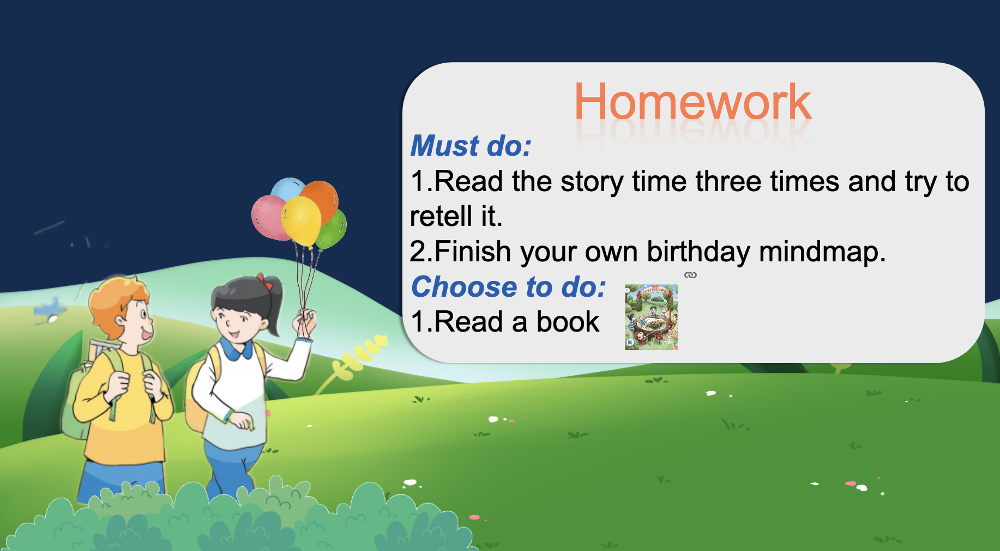 Homework
Must do:
1.Read the story time three times and try to
retell it.
2.Finish your own birthday mindmap.
Choose to do:
1.Read a book